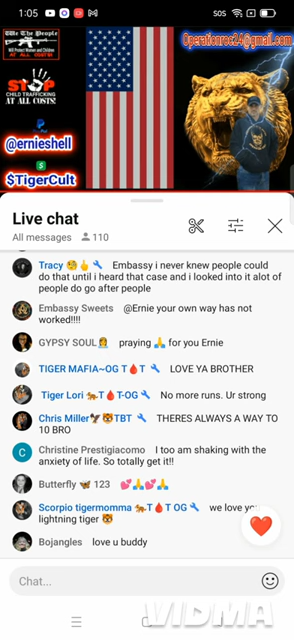 1:05
SOS
We The People
Will Protect Women and Children
AT ALL COSTS!
Operationroc24@gmail.com
STOP
CHILD TRAFFICKING
AT ALL COSTS!
@ernieshell
$TigerCult
Live chat
All messages 110
Tracy 🧐👆🔧 Embassy i never knew people could
do that until i heard that case and i looked into it alot of
people do go after people
Embassy Sweets @Ernie your own way has not
worked!!!!
GYPSY SOUL🧟‍♀️ praying 🙏 for you Ernie
TIGER MAFIA~OG T🩸T 🔧 LOVE YA BROTHER
Tiger Lori 🐅T🩸T-OG 🔧 No more runs. Ur strong
Chris Miller🦅🐯TBT 🔧 THERES ALWAYS A WAY TO
10 BRO
Christine Prestigiacomo I too am shaking with the
anxiety of life. So totally get it!!
Butterfly 🦋 123 💕🙏💕🙏
Scorpio tigermomma 🐅T🩸T OG 🔧 we love you
lightning tiger 🐯
Bojangles love u buddy
Chat...
VIDMA